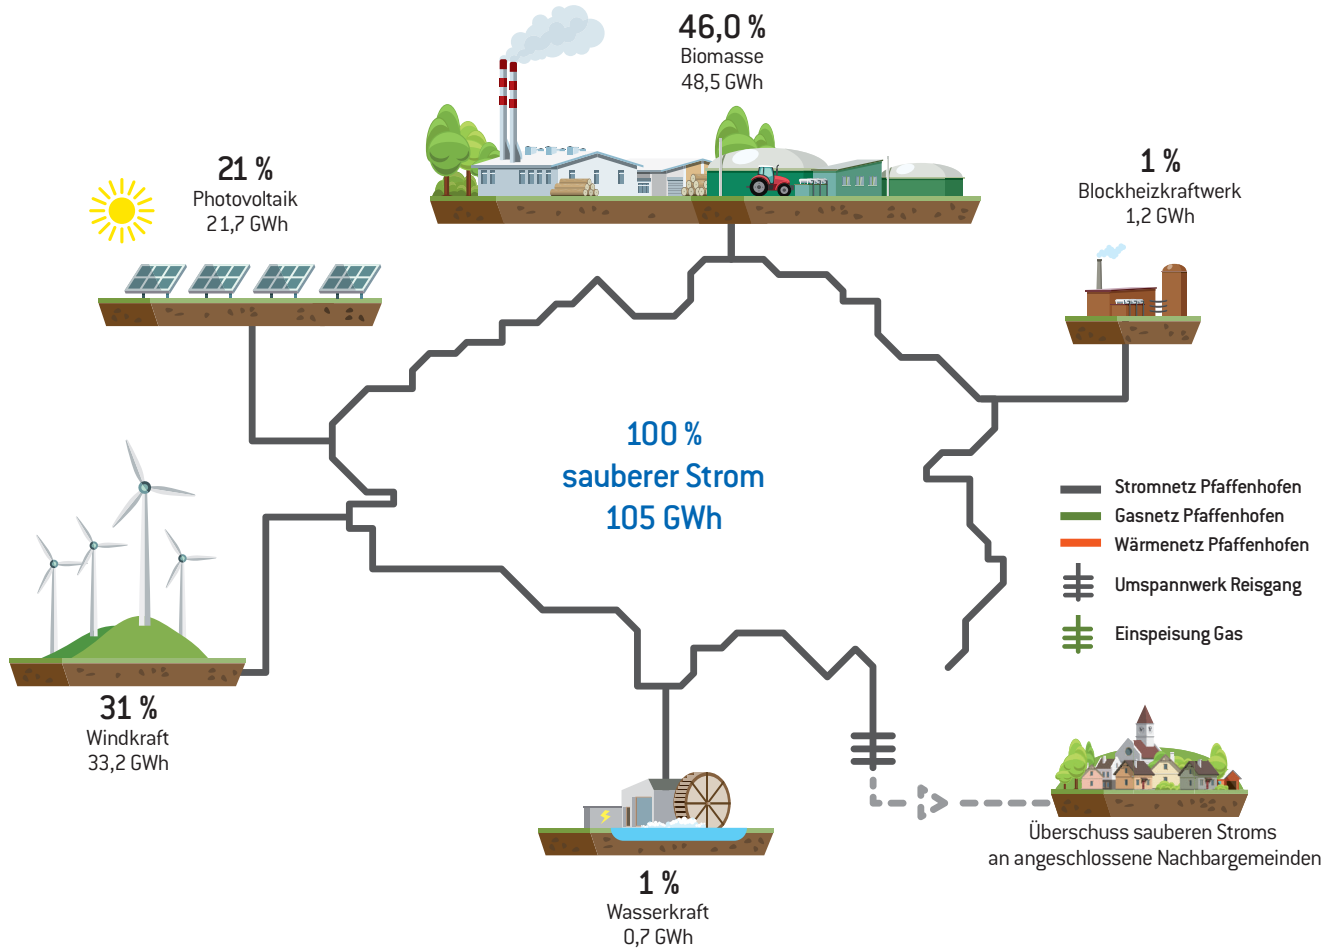 46,0 %
Biomasse
48,5 GWh
21 %
Photovoltaik
21,7 GWh
1 %
Blockheizkraftwerk
1,2 GWh
100 %
sauberer Strom
105 GWh
Stromnetz Pfaffenhofen
Gasnetz Pfaffenhofen
Wärmenetz Pfaffenhofen
Umspannwerk Reisgang
Einspeisung Gas
31 %
Windkraft
33,2 GWh
Überschuss sauberen Stroms
an angeschlossene Nachbargemeinden
1 %
Wasserkraft
0,7 GWh